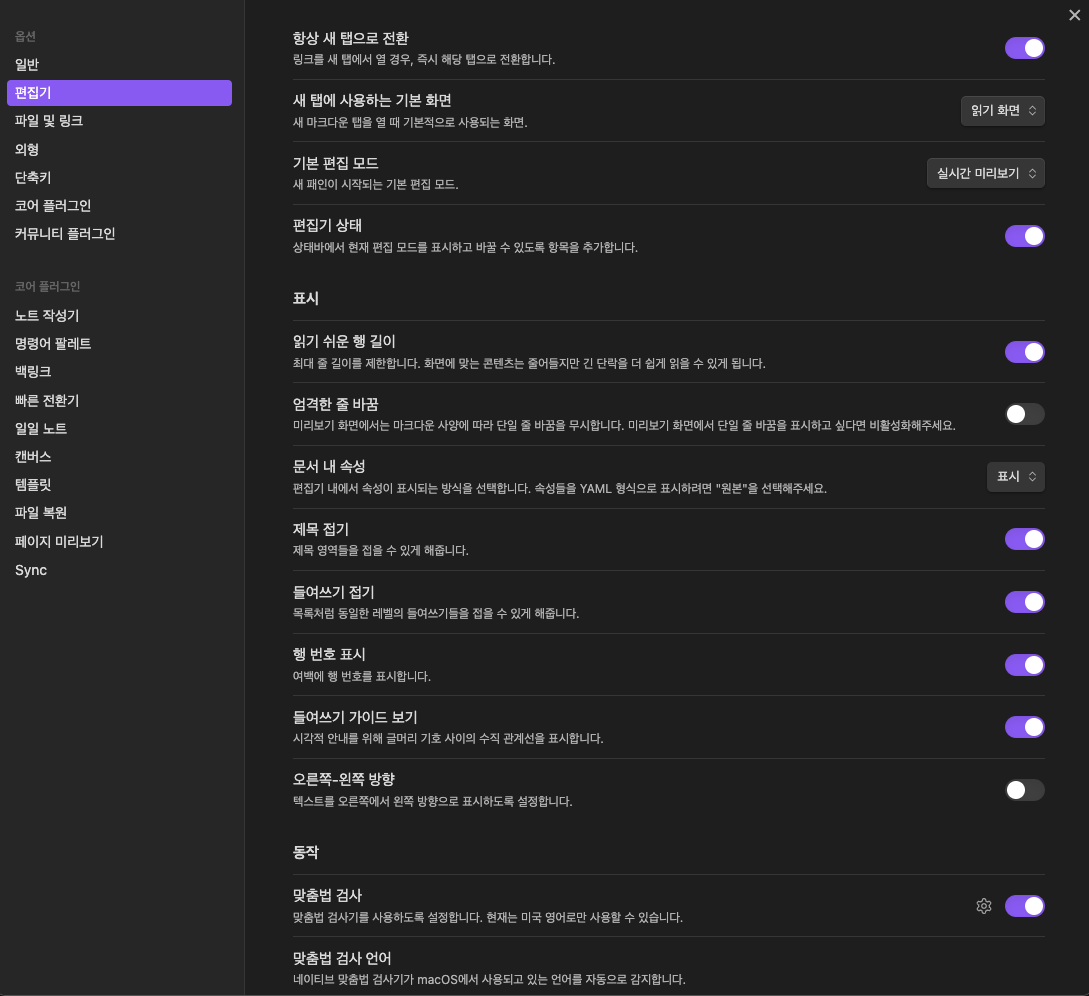 옵션
일반
편집기
파일 및 링크
외형
단축키
코어 플러그인
커뮤니티 플러그인
코어 플러그인
노트 작성기
명령어 팔레트
백링크
빠른 전환기
일일 노트
캔버스
템플릿
파일 복원
페이지 미리보기
Sync
항상 새 탭으로 전환
링크를 새 탭에서 열 경우, 즉시 해당 탭으로 전환합니다.
새 탭에 사용하는 기본 화면
새 마크다운 탭을 열 때 기본적으로 사용되는 화면.
읽기 화면
기본 편집 모드
새 패인이 시작되는 기본 편집 모드.
실시간 미리보기
편집기 상태
상태바에서 현재 편집 모드를 표시하고 바꿀 수 있도록 항목을 추가합니다.
표시
읽기 쉬운 행 길이
최대 줄 길이를 제한합니다. 화면에 맞는 콘텐츠는 줄어들지만 긴 단락을 더 쉽게 읽을 수 있게 됩니다.
엄격한 줄 바꿈
미리보기 화면에서는 마크다운 사양에 따라 단일 줄 바꿈을 무시합니다. 미리보기 화면에서 단일 줄 바꿈을 표시하고 싶다면 비활성화해주세요.
문서 내 속성
편집기 내에서 속성이 표시되는 방식을 선택합니다. 속성들을 YAML 형식으로 표시하려면 "원본"을 선택해주세요.
표시
제목 접기
제목 영역들을 접을 수 있게 해줍니다.
들여쓰기 접기
목록처럼 동일한 레벨의 들여쓰기들을 접을 수 있게 해줍니다.
행 번호 표시
여백에 행 번호를 표시합니다.
들여쓰기 가이드 보기
시각적 안내를 위해 글머리 기호 사이의 수직 관계선을 표시합니다.
오른쪽-왼쪽 방향
텍스트를 오른쪽에서 왼쪽 방향으로 표시하도록 설정합니다.
동작
맞춤법 검사
맞춤법 검사기를 사용하도록 설정합니다. 현재는 미국 영어로만 사용할 수 있습니다.
맞춤법 검사 언어
네이티브 맞춤법 검사기가 macOS에서 사용되고 있는 언어를 자동으로 감지합니다.